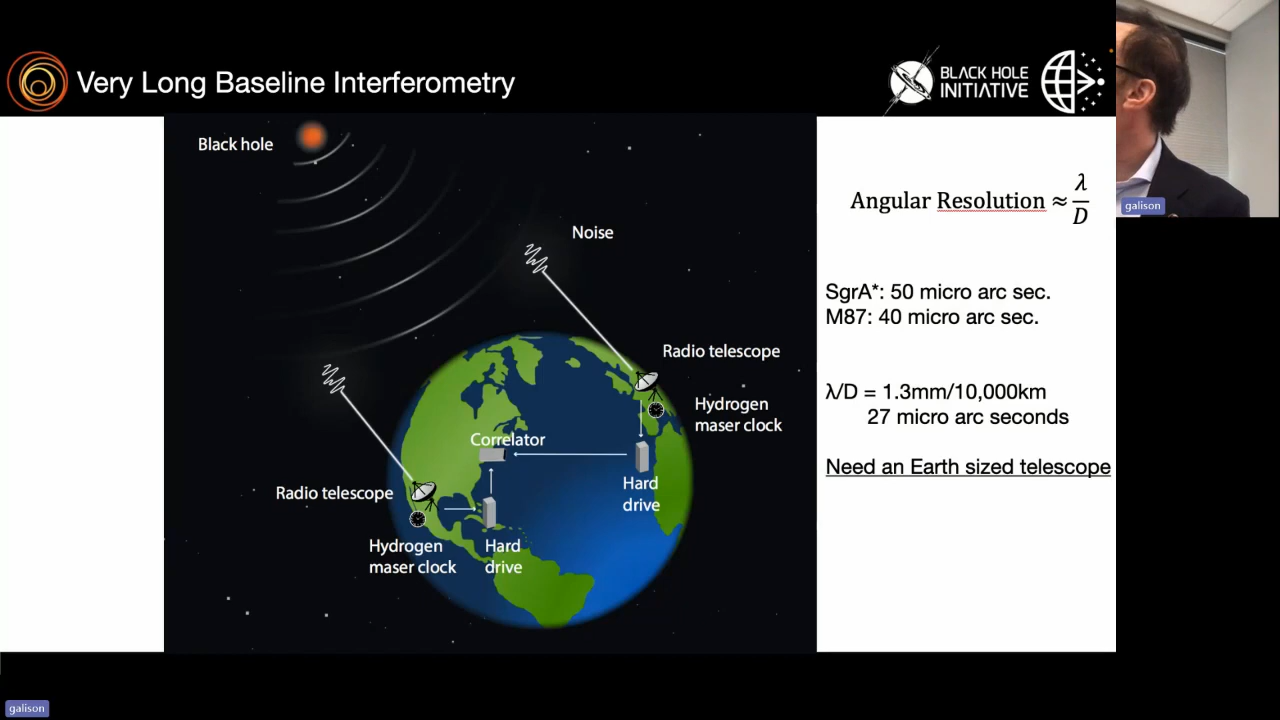 Very Long Baseline Interferometry
BLACK HOLE
INITIATIVE
Black hole
Noise
Radio telescope
Hydrogen
maser clock
Correlator
Hard
drive
Radio telescope
Hydrogen
maser clock
Hard
drive
Angular Resolution ≈ λ/D
SgrA*: 50 micro arc sec.
M87: 40 micro arc sec.
λ/D = 1.3mm/10,000km
27 micro arc seconds
Need an Earth sized telescope
galison
galison